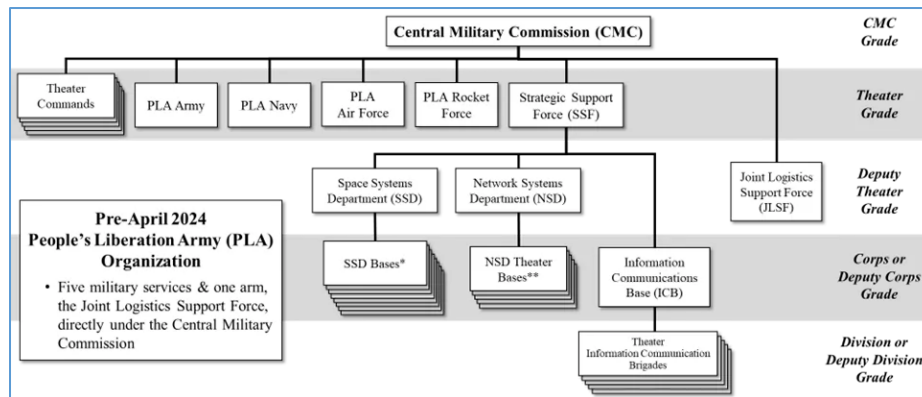 Central Military Commission (CMC)
CMC
Grade
Theater
Commands
PLA Army
PLA Navy
PLA
Air Force
PLA Rocket
Force
Strategic Support
Force (SSF)
Theater
Grade
Space Systems
Department (SSD)
Network Systems
Department (NSD)
Joint Logistics
Support Force
(JLSF)
Deputy
Theater
Grade
Pre-April 2024
People's Liberation Army (PLA)
Organization
• Five military services & one arm,
the Joint Logistics Support Force,
directly under the Central Military
Commission
SSD Bases*
NSD Theater
Bases**
Information
Communications
Base (ICB)
Corps or
Deputy Corps
Grade
Theater
Information Communication
Brigades
Division or
Deputy Division
Grade